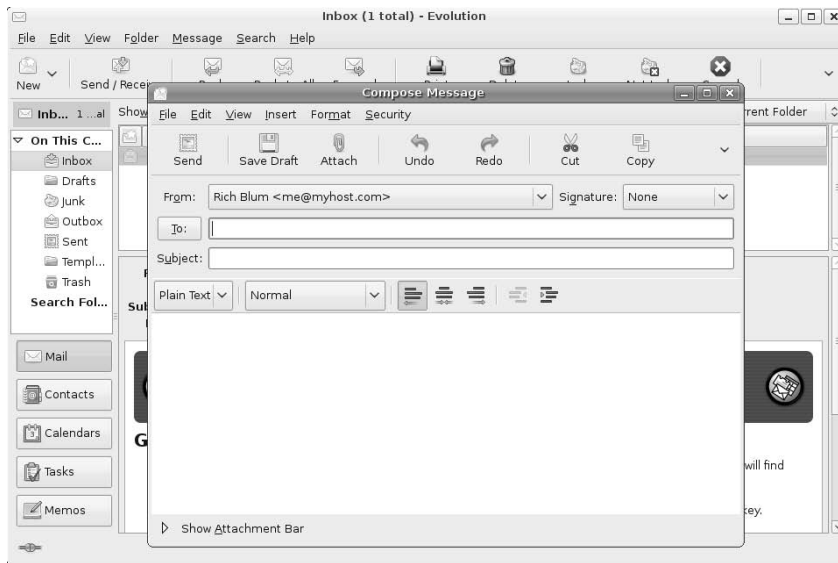 Inbox (1 total) - Evolution
File Edit View Folder Message Search Help
New Send / Recei
Inb... 1 ...al Show rrent Folder
Compose Message
File Edit View Insert Format Security
Send Save Draft Attach Undo Redo Cut Copy
From: Rich Blum <me@myhost.com> Signature: None
To:
Subject:
Plain Text Normal
Show Attachment Bar
On This C...
Inbox
Drafts
Junk
Outbox
Sent
Templ...
Trash
Search Fol...
Mail
Contacts
Calendars
Tasks
Memos
Sub
G
will find
key.